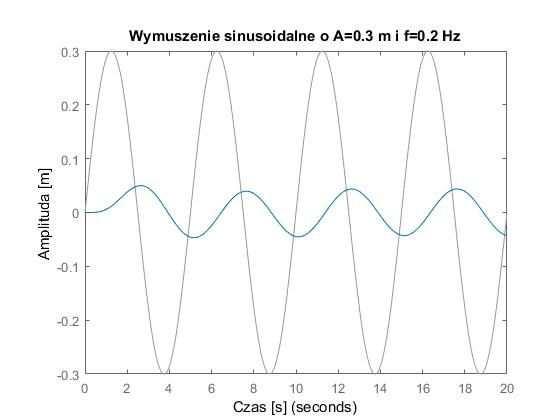 Wymuszenie sinusoidalne o A=0.3 m i f=0.2 Hz
0.3
0.2
0.1
0
-0.1
-0.2
-0.3
Amplituda [m]
0 2 4 6 8 10 12 14 16 18 20
Czas [s] (seconds)